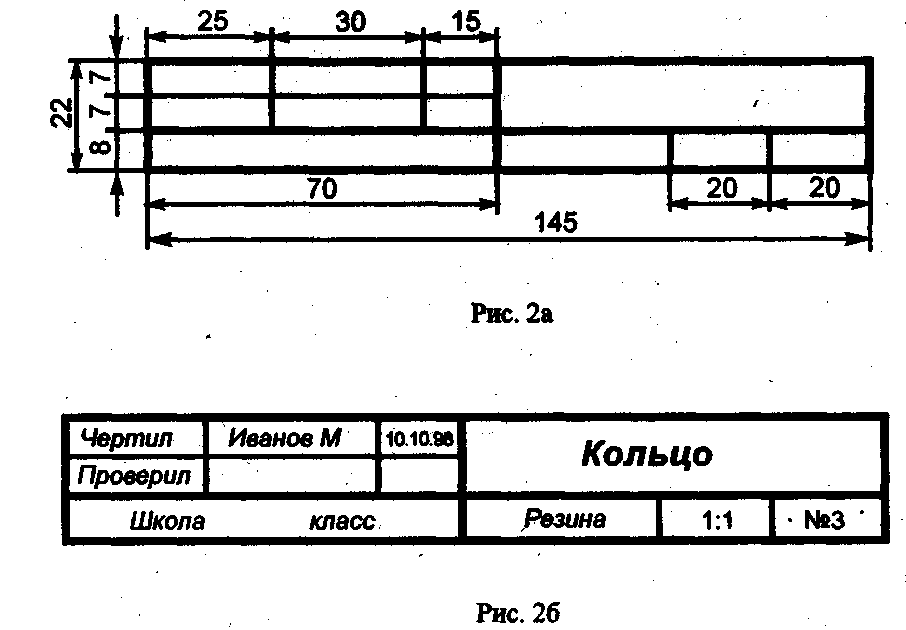 25 30 15
7
22
7
8
70 20 20
145
Рис. 2а
Чертил Иванов М 10.10.98 Кольцо
Проверил
Школа класс Резина 1:1 №3
Рис. 2б